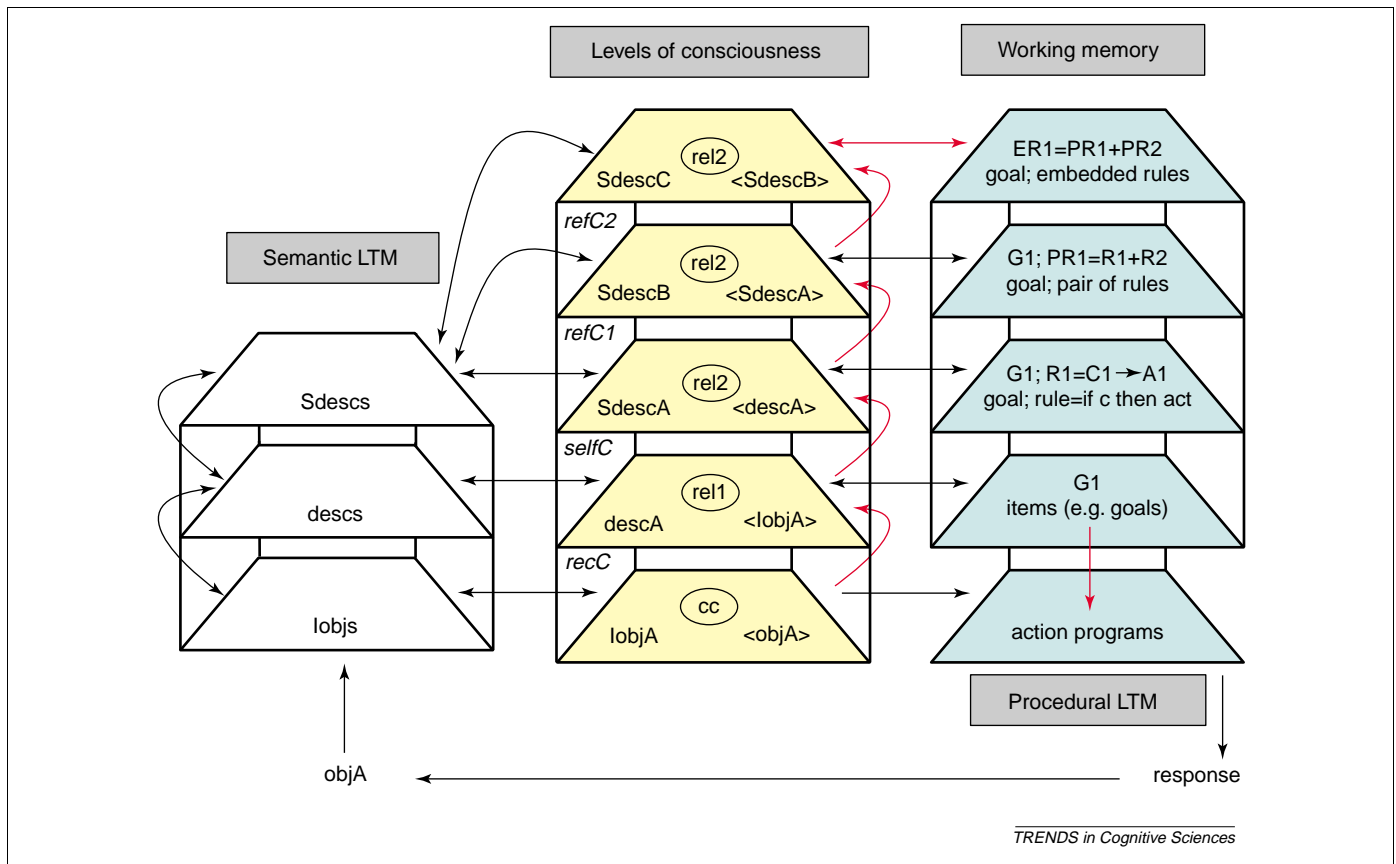 Levels of consciousness
Working memory
Semantic LTM
rel2
SdescC <SdescB>
refC2
rel2
SdescB <SdescA>
refC1
rel2
SdescA <descA>
selfC
rel1
descA <IobjA>
recC
cc
IobjA <objA>
ER1=PR1+PR2
goal; embedded rules
G1; PR1=R1+R2
goal; pair of rules
G1; R1=C1→A1
goal; rule=if c then act
G1
items (e.g. goals)
action programs
Sdescs
descs
Iobjs
Procedural LTM
objA
response
TRENDS in Cognitive Sciences